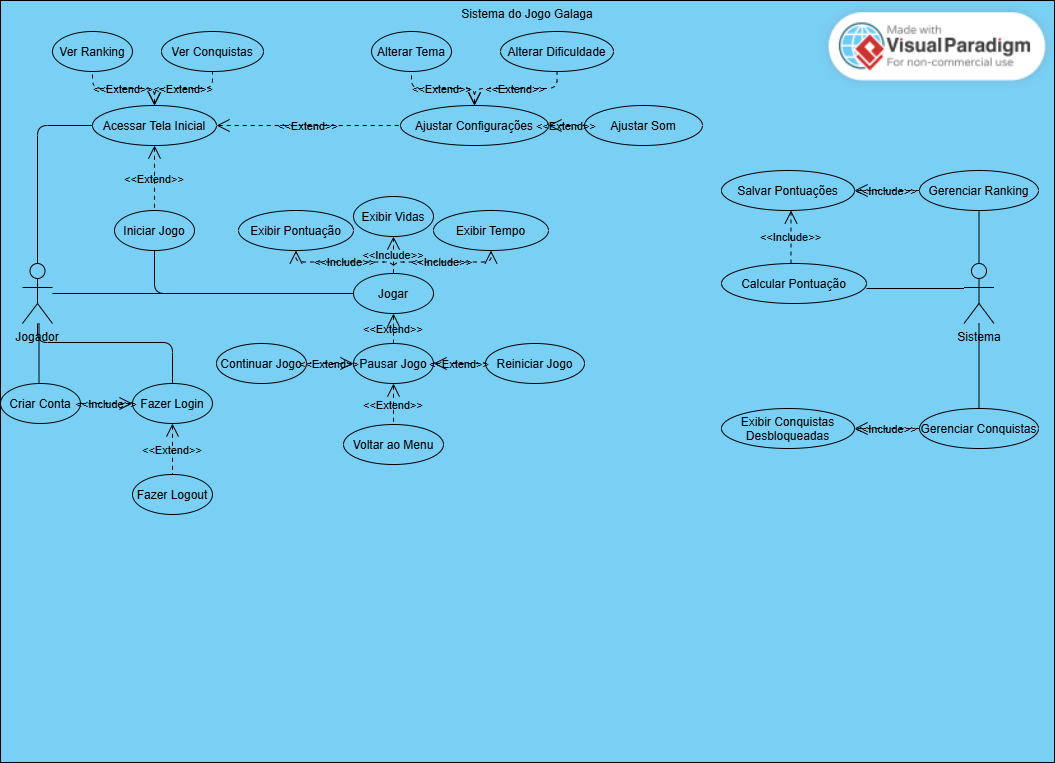 Sistema do Jogo Galaga
Made with
VisualParadigm
For non-commercial use
Ver Ranking
Ver Conquistas
Alterar Tema
Alterar Dificuldade
<<Extend>>
<<Extend>>
<<Extend>>
<<Extend>>
Acessar Tela Inicial
<<Extend>>
Ajustar Configurações
<<Extend>>
Ajustar Som
<<Extend>>
Salvar Pontuações
<<Include>>
Gerenciar Ranking
Iniciar Jogo
Exibir Pontuação
Exibir Vidas
Exibir Tempo
<<Include>>
<<Include>>
<<Include>>
<<Include>>
Jogar
Calcular Pontuação
Jogador
<<Extend>>
Sistema
Continuar Jogo
<<Extend>>
Pausar Jogo
<<Extend>>
Reiniciar Jogo
Criar Conta
<<Include>>
Fazer Login
<<Extend>>
Exibir Conquistas
Desbloqueadas
<<Include>>
Gerenciar Conquistas
<<Extend>>
Voltar ao Menu
Fazer Logout